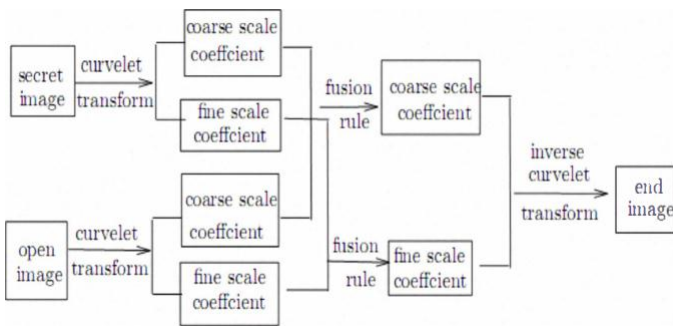 secret
image
curvelet
transform
coarse scale
coeffcient
fine scale
coeffcient
fusion
rule
coarse scale
coeffcient
open
image
curvelet
transform
coarse scale
coeffcient
fine scale
coeffcient
fusion
rule
fine scale
coeffcient
inverse
curvelet
transform
end
image